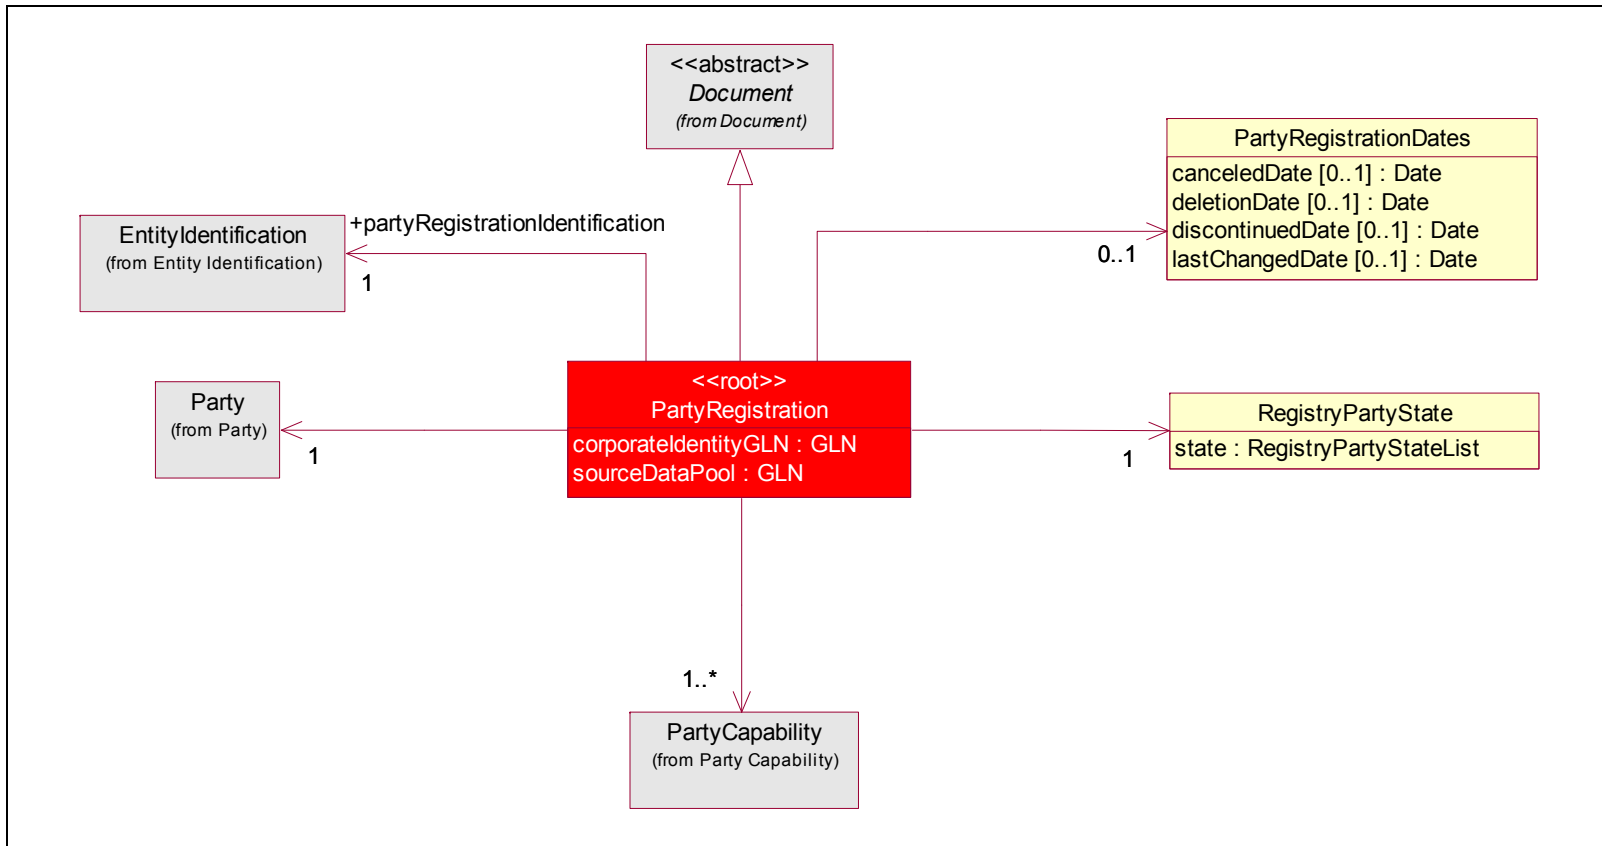 <<abstract>>
Document
(from Document)
PartyRegistrationDates
canceledDate [0..1] : Date
deletionDate [0..1] : Date
discontinuedDate [0..1] : Date
lastChangedDate [0..1] : Date
0..1
+partyRegistrationIdentification
EntityIdentification
(from Entity Identification)
1
<<root>>
PartyRegistration
corporateIdentityGLN : GLN
sourceDataPool : GLN
Party
(from Party)
1
RegistryPartyState
state : RegistryPartyStateList
1
1..*
PartyCapability
(from Party Capability)